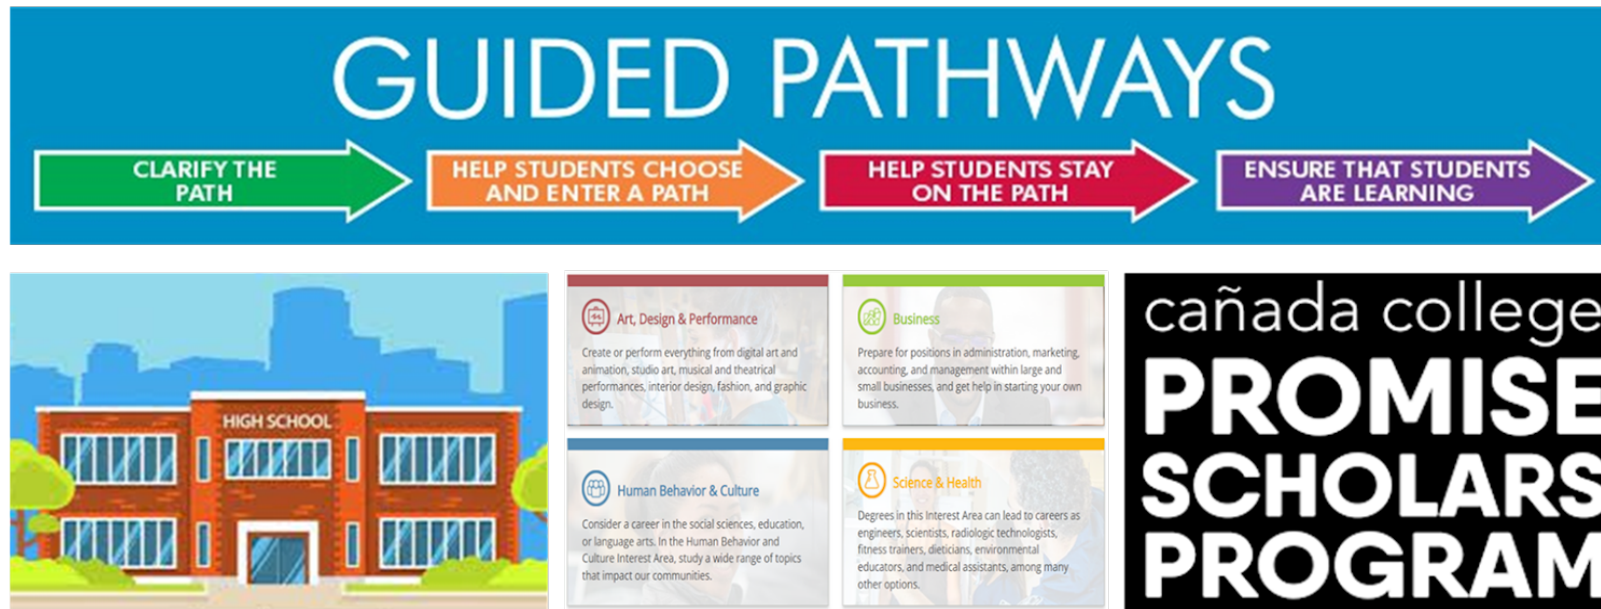 GUIDED PATHWAYS
CLARIFY THE
PATH
HELP STUDENTS CHOOSE
AND ENTER A PATH
HELP STUDENTS STAY
ON THE PATH
ENSURE THAT STUDENTS
ARE LEARNING
HIGH SCHOOL
Art, Design & Performance
Create or perform everything from digital art and
animation, studio art, musical and theatrical
performances, interior design, fashion, and graphic
design.
Business
Prepare for positions in administration, marketing,
accounting, and management within large and
small businesses, and get help in starting your own
business.
Human Behavior & Culture
Consider a career in the social sciences, education,
or language arts. In the Human Behavior and
Culture Interest Area, study a wide range of topics
that impact our communities.
Science & Health
Degrees in this Interest Area can lead to careers as
engineers, scientists, radiologic technologists,
fitness trainers, dieticians, environmental
educators, and medical assistants, among many
other options.
cañada college
PROMISE
SCHOLARS
PROGRAM